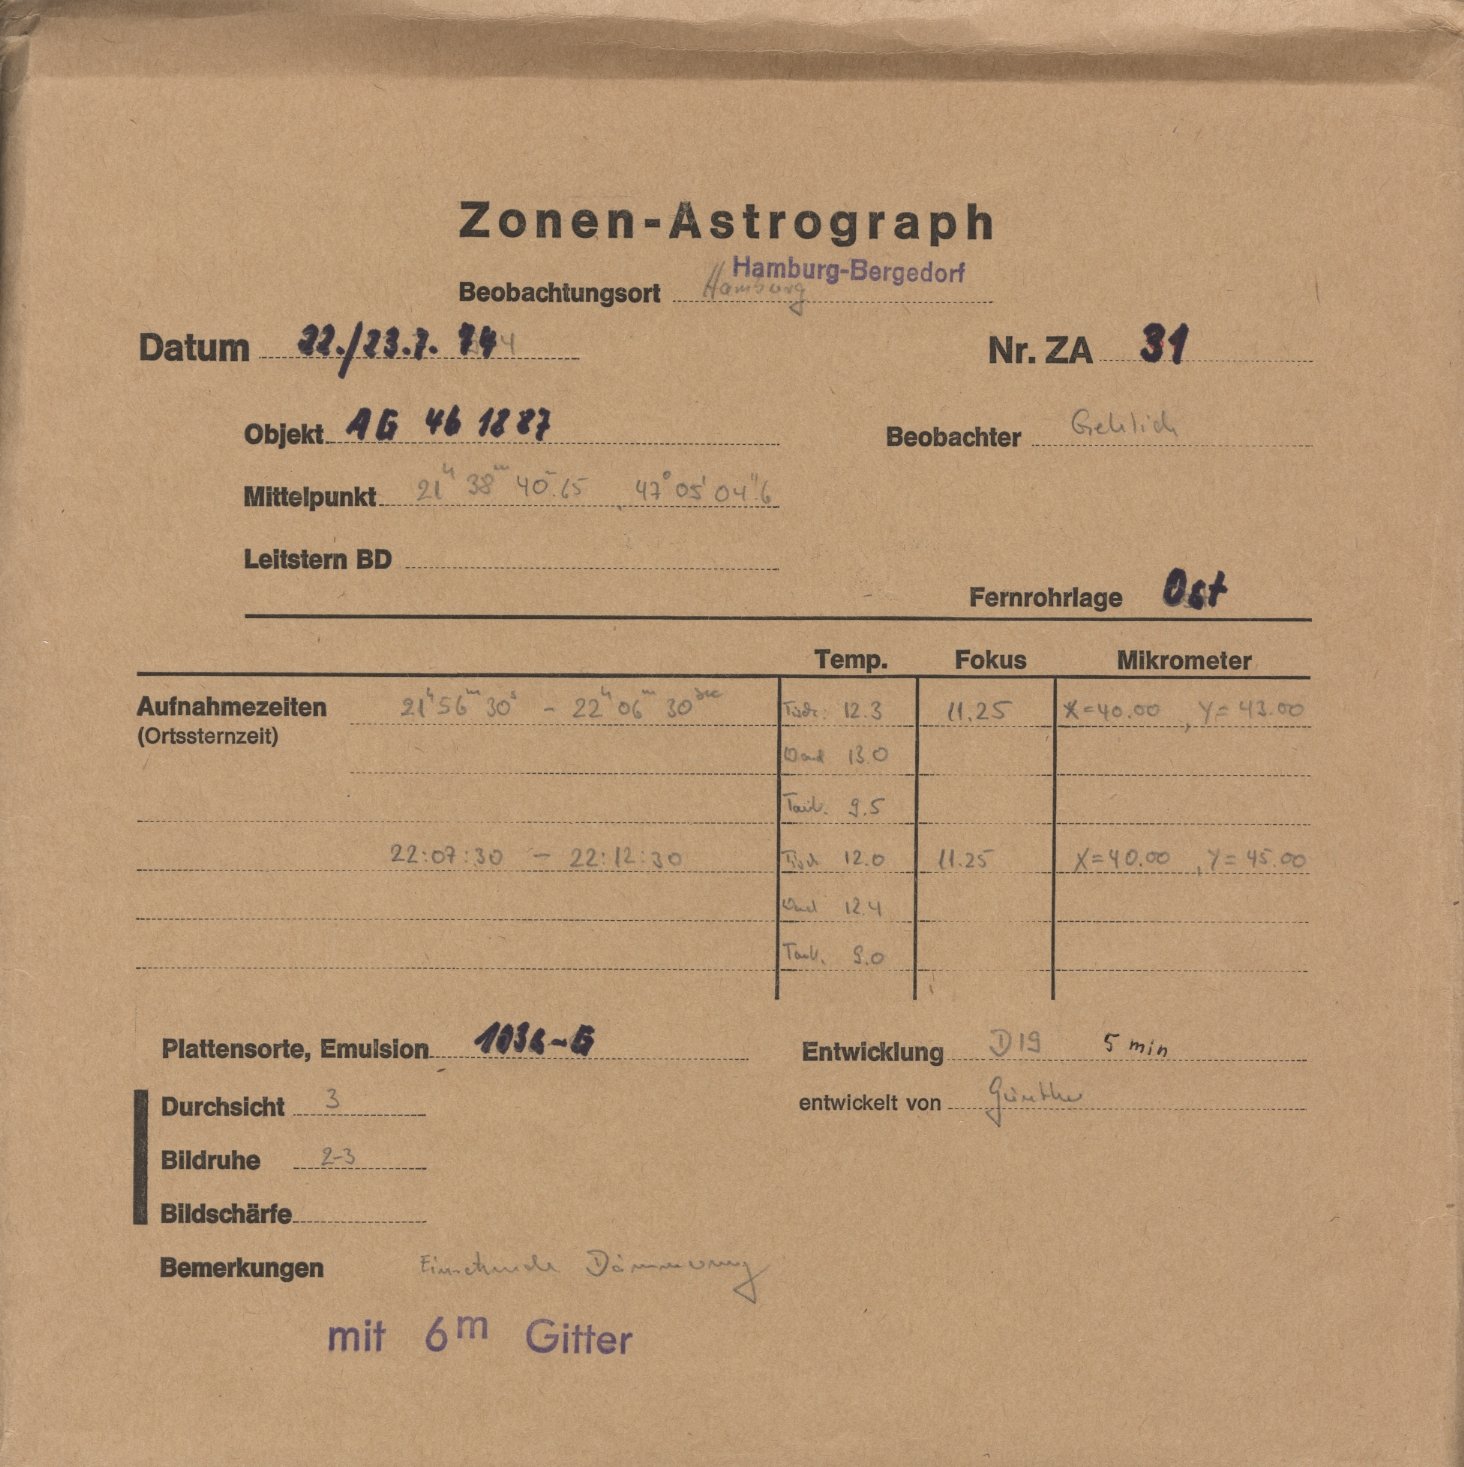 Zonen-Astrograph
Hamburg-Bergedorf
Beobachtungsort Hamburg
Datum 22./23.7. 74 Nr. ZA 31
Objekt AG 46 1887 Beobachter Gehlich
Mittelpunkt 21h 38m 40.65 47° 05' 04".6
Leitstern BD
Fernrohrlage Ost
Temp. Fokus Mikrometer
Aufnahmezeiten 21h 56m 30s - 22h 06m 30sec 12.3 11.25 X=40.00 , Y=43.00
(Ortssternzeit)
13.0
9.5
22:07:30 - 22:12:30 12.0 11.25 X=40.00 , Y=45.00
12.4
9.0
Plattensorte, Emulsion 103a-G Entwicklung D19 5 min
Durchsicht 3 entwickelt von Günther
Bildruhe 2-3
Bildschärfe
Bemerkungen Dämmerung
mit 6m Gitter